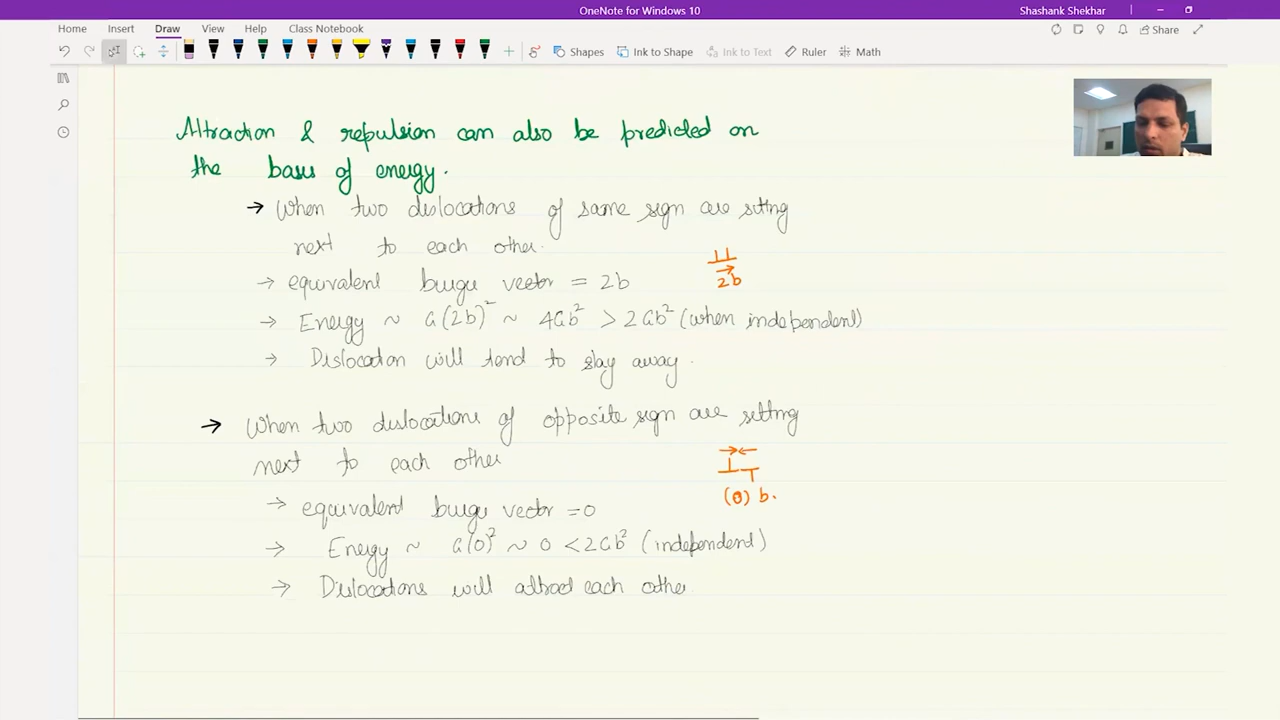 OneNote for Windows 10
Shashank Shekhar
Home Insert Draw View Help Class Notebook
Share
Shapes Ink to Shape Ink to Text Ruler Math
Attraction & repulsion can also be predicted on
the basis of energy.
→ When two dislocations of same sign are sitting
next to each other.
→ equivalent burger vector = 2b
⊥⊥
→
2b
→ Energy ~ a(2b)² ~ 4Gb² > 2Gb² (when independent)
→ Dislocation will tend to stay away.
→ When two dislocations of opposite sign are sitting
next to each other
→←
⊥ T
(0) b.
→ equivalent burger vector = 0
→ Energy ~ a(0)² ~ 0 < 2Gb² (independent)
→ Dislocations will attract each other.